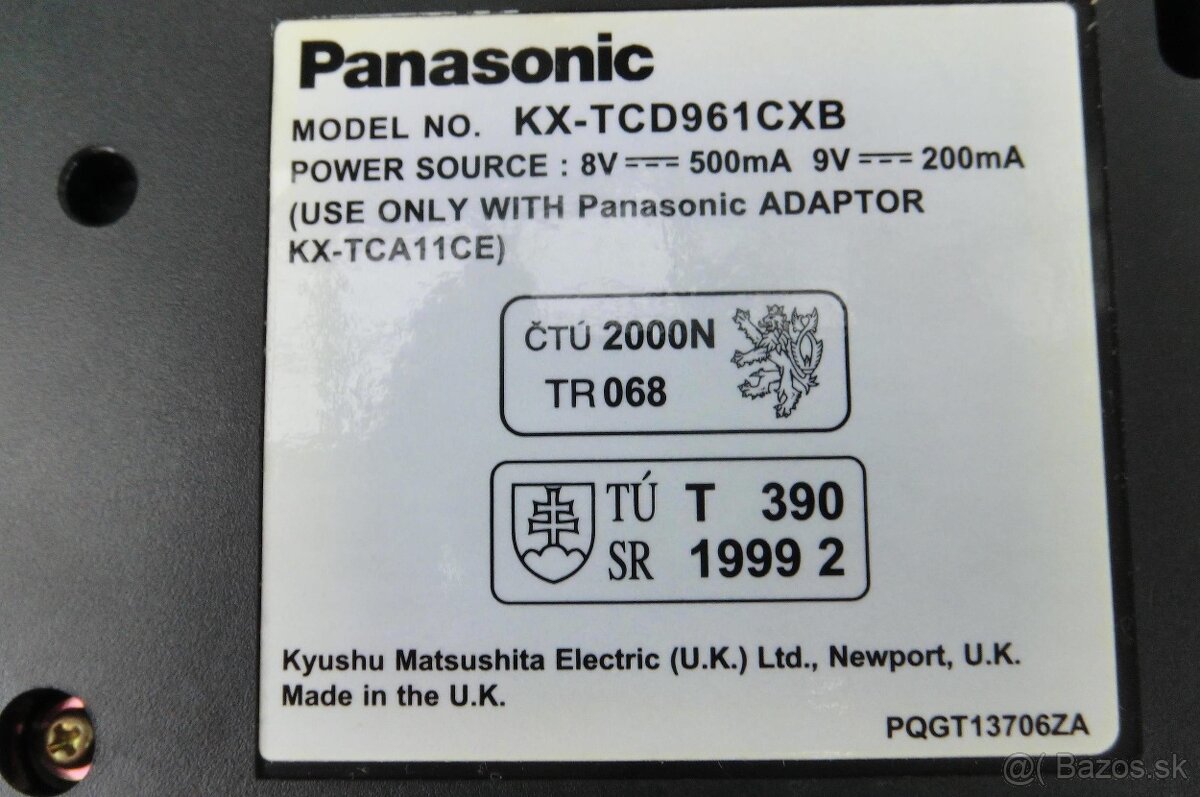 Panasonic
MODEL NO. KX-TCD961CXB
POWER SOURCE : 8V ⎓ 500mA 9V ⎓ 200mA
(USE ONLY WITH Panasonic ADAPTOR
KX-TCA11CE)
ČTÚ 2000N
TR 068
TÚ T 390
SR 1999 2
Kyushu Matsushita Electric (U.K.) Ltd., Newport, U.K.
Made in the U.K.
PQGT13706ZA
@( Bazos.sk